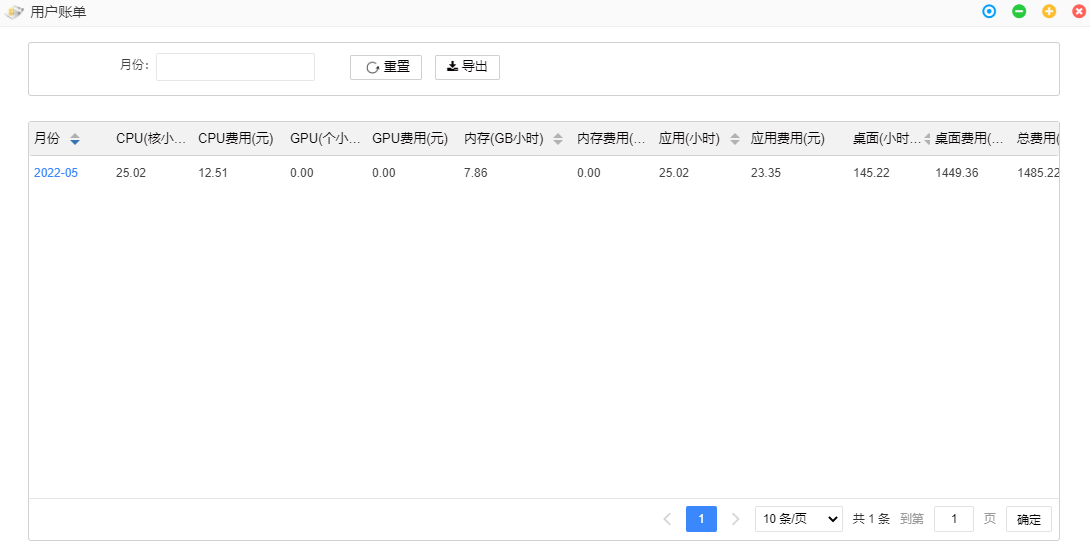 用户账单
月份：
重置
导出
月份 CPU(核小... CPU费用(元) GPU(个小... GPU费用(元) 内存(GB小时) 内存费用(... 应用(小时) 应用费用(元) 桌面(小时... 桌面费用(... 总费用(
2022-05 25.02 12.51 0.00 0.00 7.86 0.00 25.02 23.35 145.22 1449.36 1485.22
1 10 条/页 共 1 条 到第 1 页 确定